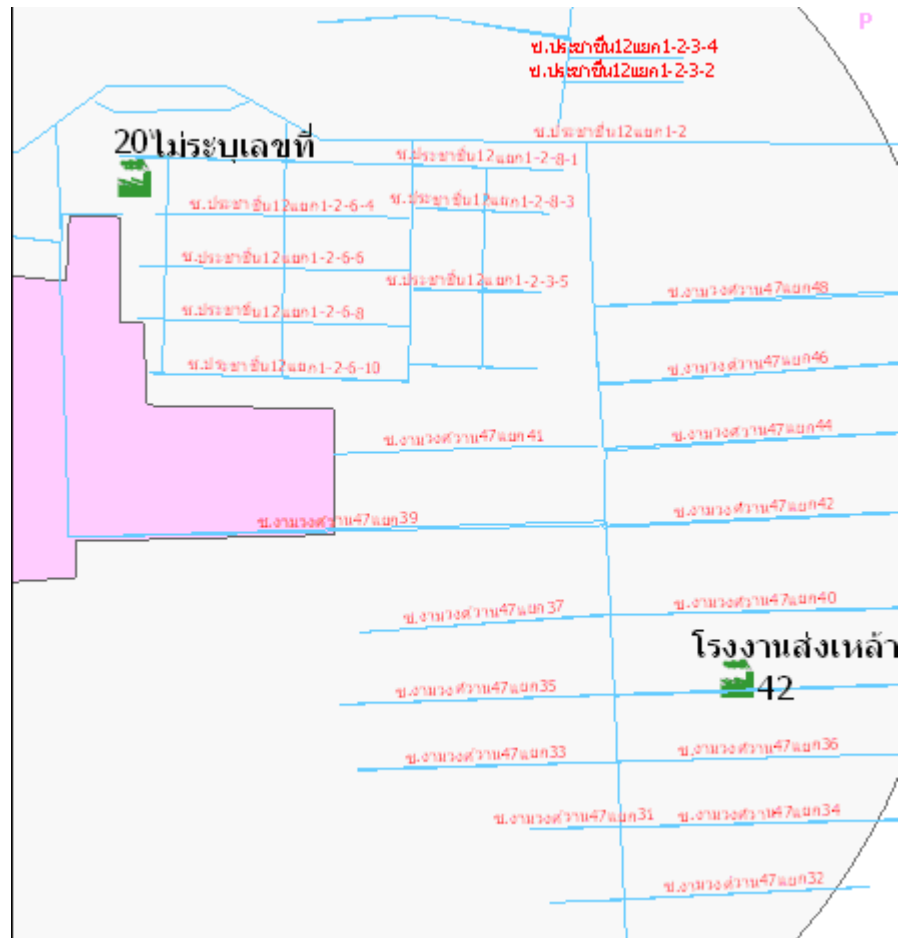 P
ซ.ประชาชื่น12แยก1-2-3-4
ซ.ประชาชื่น12แยก1-2-3-2
ซ.ประชาชื่น12แยก1-2
20 ไม่ระบุเลขที่
ซ.ประชาชื่น12แยก1-2-8-1
ซ.ประชาชื่น12แยก1-2-6-4
ซ.ประชาชื่น12แยก1-2-8-3
ซ.ประชาชื่น12แยก1-2-6-6
ซ.ประชาชื่น12แยก1-2-3-5
ซ.งามวงศ์วาน47แยก48
ซ.ประชาชื่น12แยก1-2-6-8
ซ.ประชาชื่น12แยก1-2-6-10
ซ.งามวงศ์วาน47แยก46
ซ.งามวงศ์วาน47แยก41
ซ.งามวงศ์วาน47แยก44
ซ.งามวงศ์วาน47แยก39
ซ.งามวงศ์วาน47แยก42
ซ.งามวงศ์วาน47แยก37
ซ.งามวงศ์วาน47แยก40
โรงงานส่งเหล้า
42
ซ.งามวงศ์วาน47แยก35
ซ.งามวงศ์วาน47แยก33
ซ.งามวงศ์วาน47แยก36
ซ.งามวงศ์วาน47แยก31
ซ.งามวงศ์วาน47แยก34
ซ.งามวงศ์วาน47แยก32